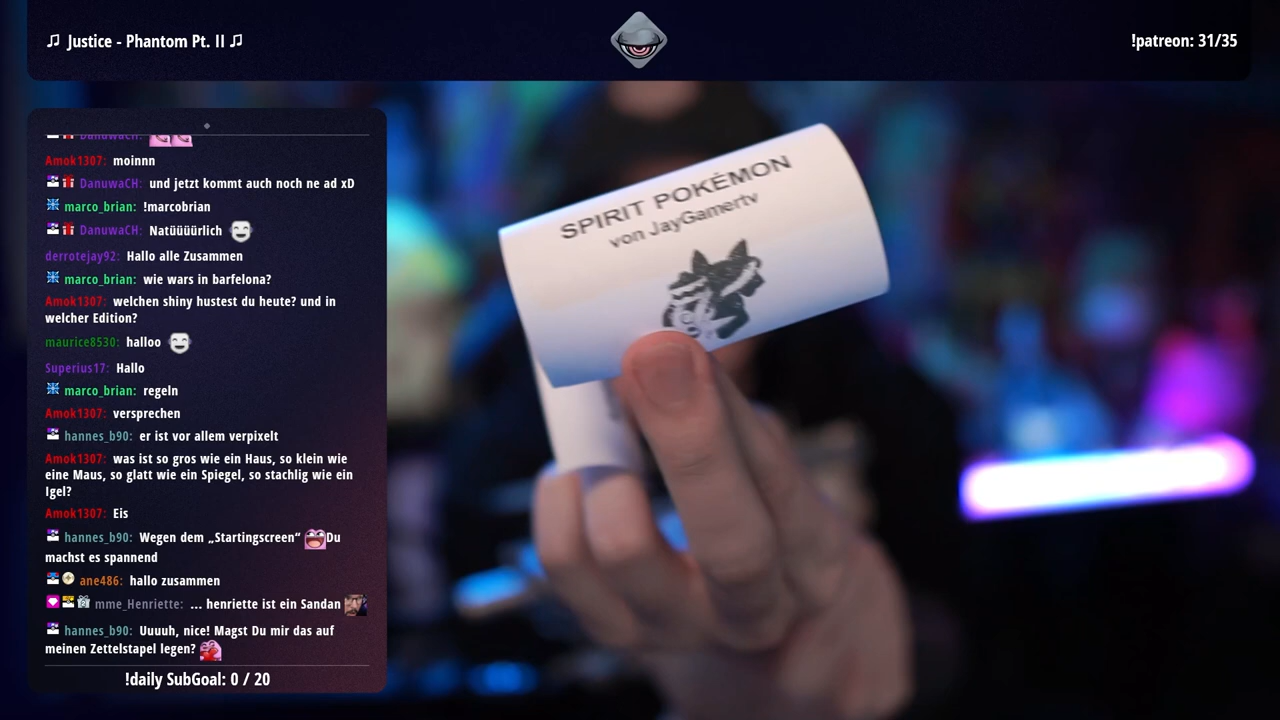 ♫ Justice - Phantom Pt. II ♫
!patreon: 31/35
DanuwaCH:
Amok1307: moinnn
DanuwaCH: und jetzt kommt auch noch ne ad xD
marco_brian: !marcobrian
DanuwaCH: Natüüüürlich
derrotejay92: Hallo alle Zusammen
marco_brian: wie wars in barfelona?
Amok1307: welchen shiny hustest du heute? und in
welcher Edition?
maurice8530: halloo
Superius17: Hallo
marco_brian: regeln
Amok1307: versprechen
hannes_b90: er ist vor allem verpixelt
Amok1307: was ist so gros wie ein Haus, so klein wie
eine Maus, so glatt wie ein Spiegel, so stachlig wie ein
Igel?
Amok1307: Eis
hannes_b90: Wegen dem „Startingscreen“ Du
machst es spannend
ane486: hallo zusammen
mme_Henriette: ... henriette ist ein Sandan
hannes_b90: Uuuuh, nice! Magst Du mir das auf
meinen Zettelstapel legen?
!daily SubGoal: 0 / 20
SPIRIT POKÉMON
von JayGamertv